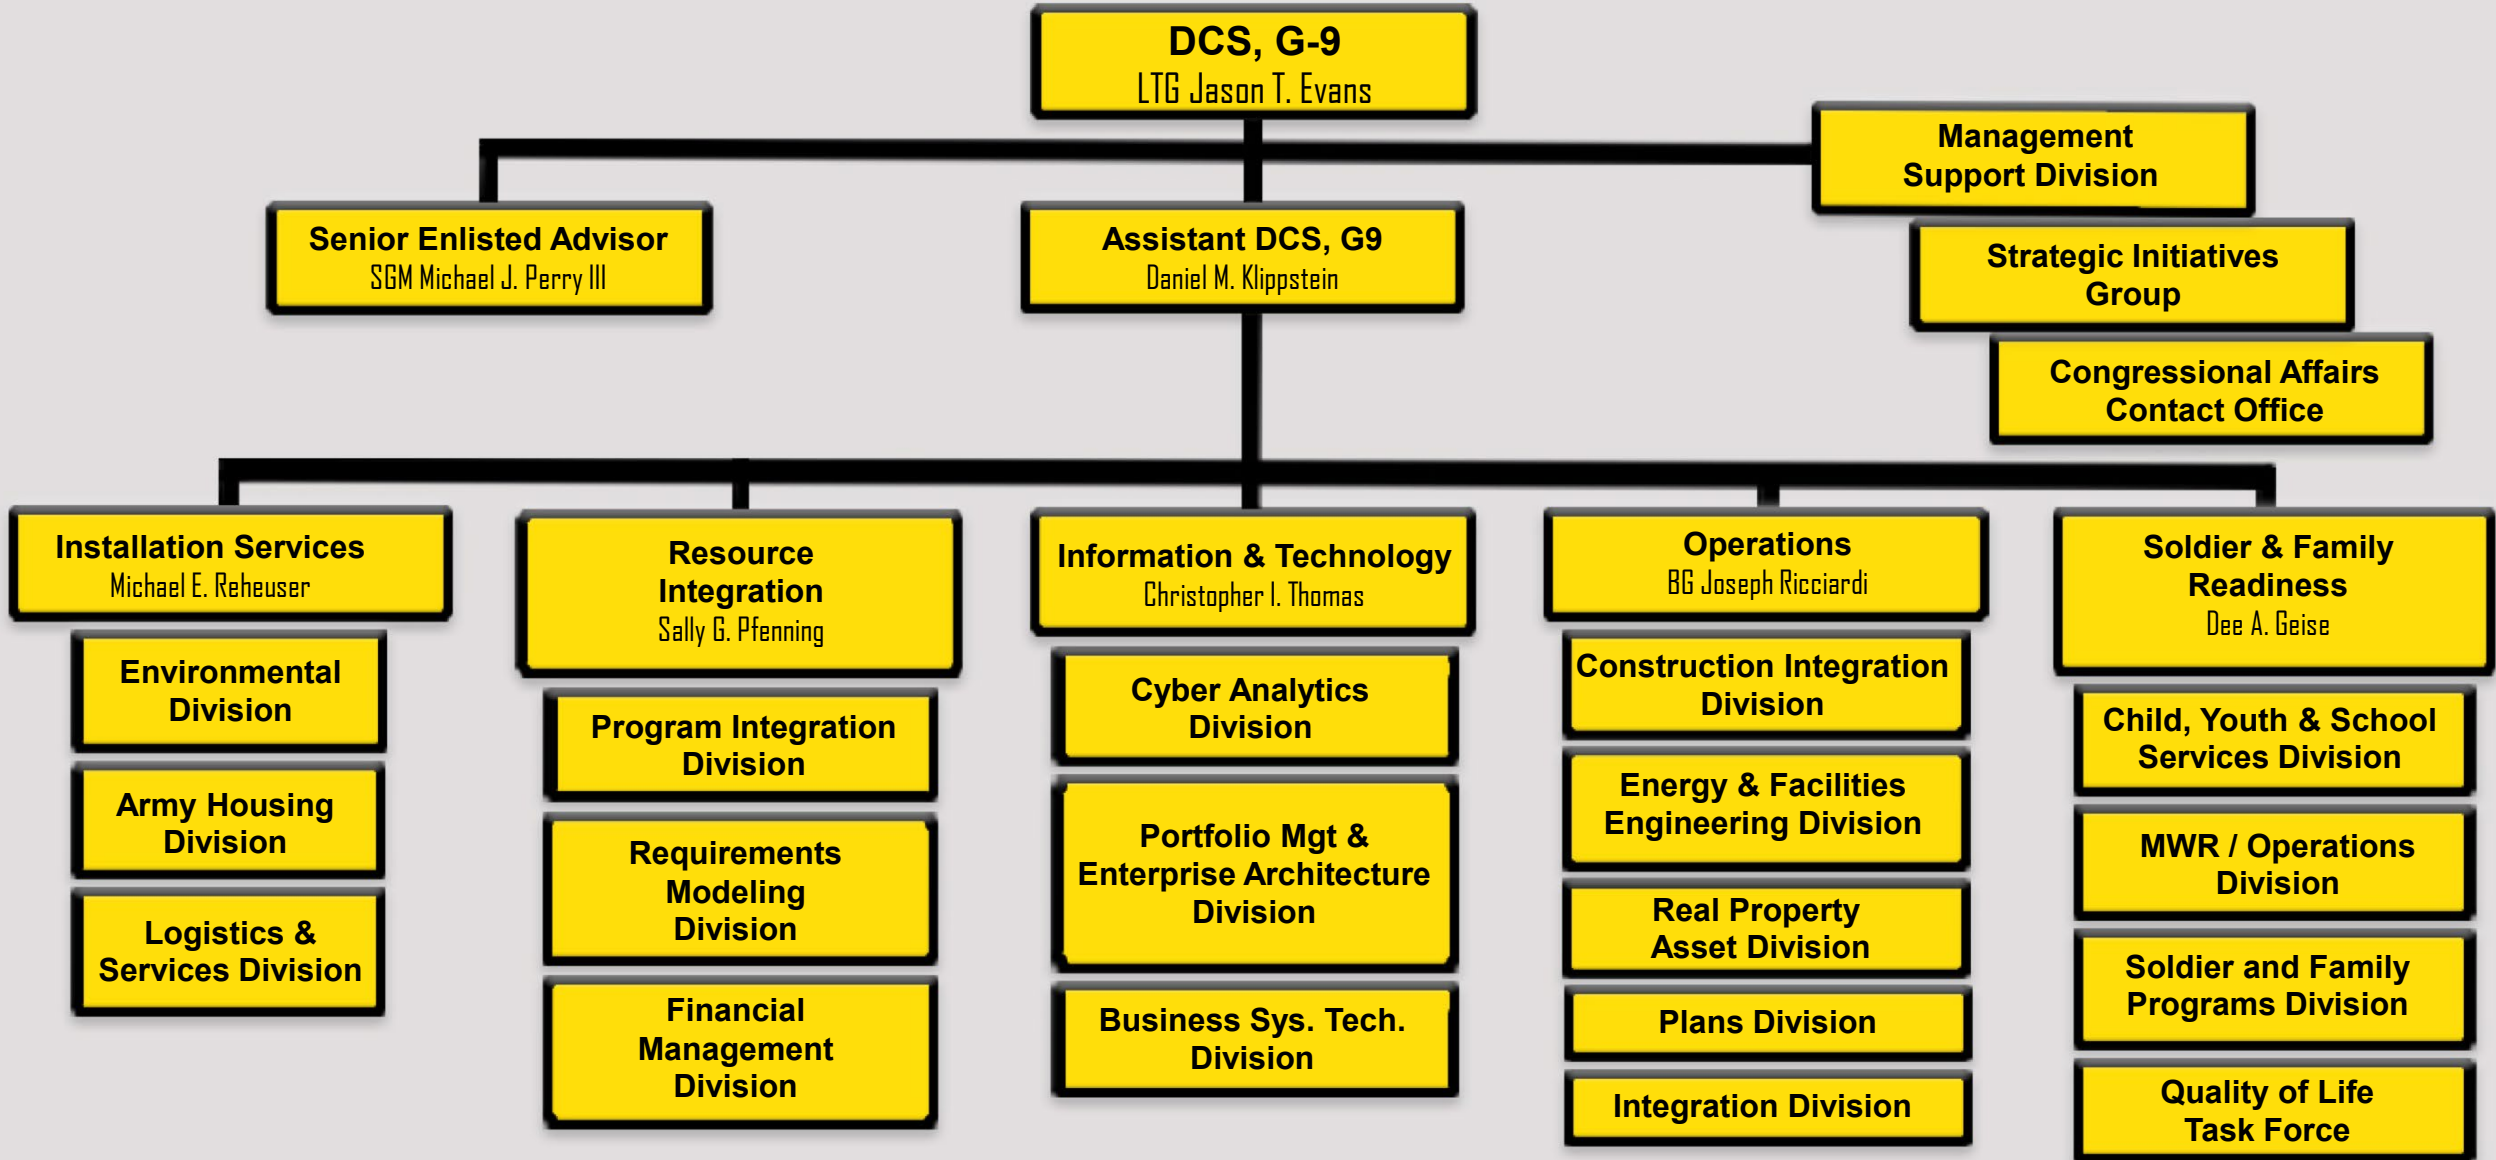 DCS, G-9
LTG Jason T. Evans
Management
Support Division
Senior Enlisted Advisor
SGM Michael J. Perry III
Assistant DCS, G9
Daniel M. Klippstein
Strategic Initiatives
Group
Congressional Affairs
Contact Office
Installation Services
Michael E. Reheuser
Environmental
Division
Army Housing
Division
Logistics &
Services Division
Resource
Integration
Sally G. Pfenning
Program Integration
Division
Requirements
Modeling
Division
Financial
Management
Division
Information & Technology
Christopher I. Thomas
Cyber Analytics
Division
Portfolio Mgt &
Enterprise Architecture
Division
Business Sys. Tech.
Division
Operations
BG Joseph Ricciardi
Construction Integration
Division
Energy & Facilities
Engineering Division
Real Property
Asset Division
Plans Division
Integration Division
Soldier & Family
Readiness
Dee A. Geise
Child, Youth & School
Services Division
MWR / Operations
Division
Soldier and Family
Programs Division
Quality of Life
Task Force